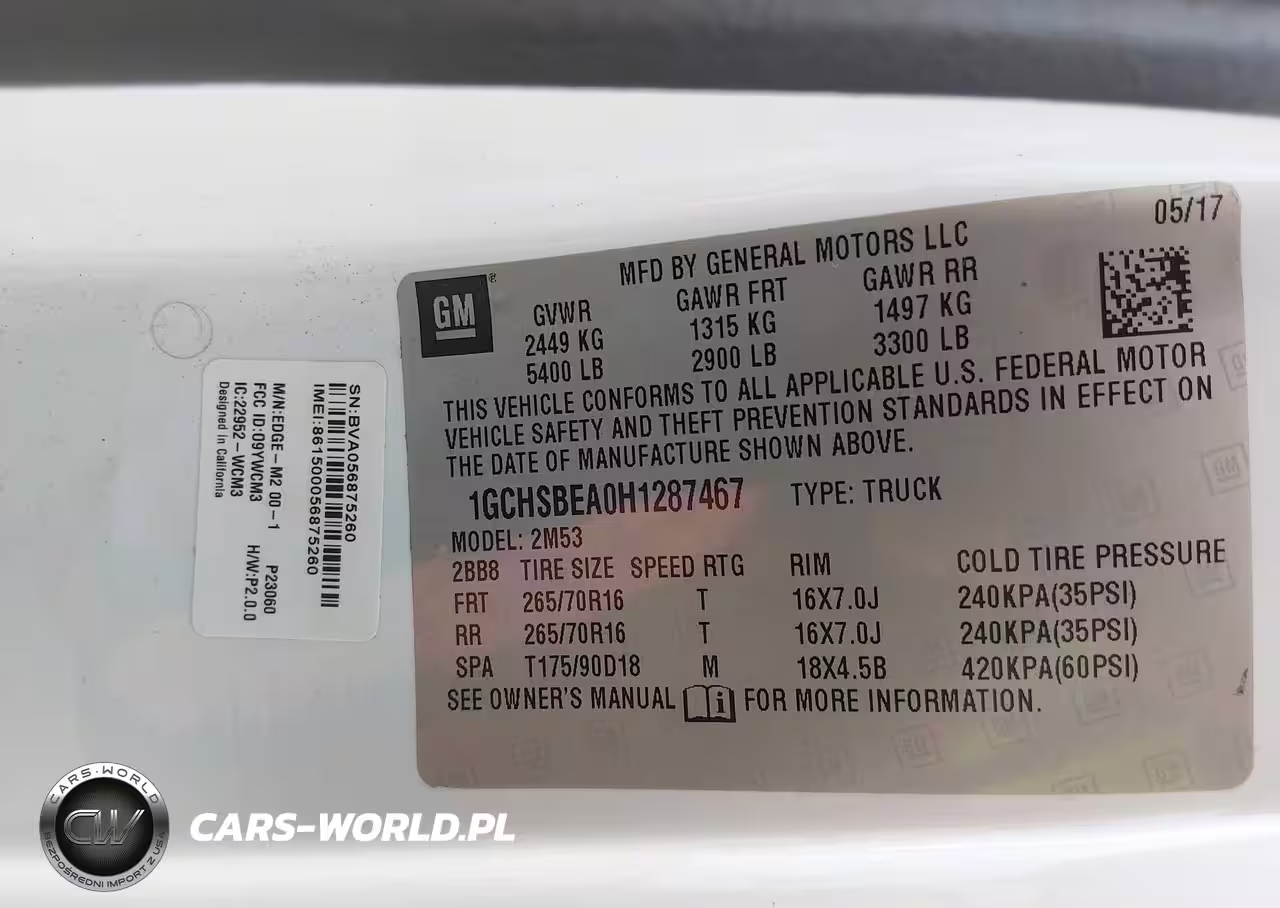 05/17
MFD BY GENERAL MOTORS LLC
GM ®
GVWR GAWR FRT GAWR RR
2449 KG 1315 KG 1497 KG
5400 LB 2900 LB 3300 LB
THIS VEHICLE CONFORMS TO ALL APPLICABLE U.S. FEDERAL MOTOR
VEHICLE SAFETY AND THEFT PREVENTION STANDARDS IN EFFECT ON
THE DATE OF MANUFACTURE SHOWN ABOVE.
1GCHSBEA0H1287467 TYPE: TRUCK
MODEL: 2M53
2BB8 TIRE SIZE SPEED RTG RIM COLD TIRE PRESSURE
FRT 265/70R16 T 16X7.0J 240KPA(35PSI)
RR 265/70R16 T 16X7.0J 240KPA(35PSI)
SPA T175/90D18 M 18X4.5B 420KPA(60PSI)
SEE OWNER'S MANUAL FOR MORE INFORMATION.
SN:BVA056875260
IMEI:861500056875260
M/N:EDGE-M2 00-1 P23060
FCC ID:09YWCM3 H/W:P2.0.0
IC:22952-WCM3
Designed in California
CARS-WORLD
CW
BEZPOŚREDNI IMPORT Z USA
CARS-WORLD.PL